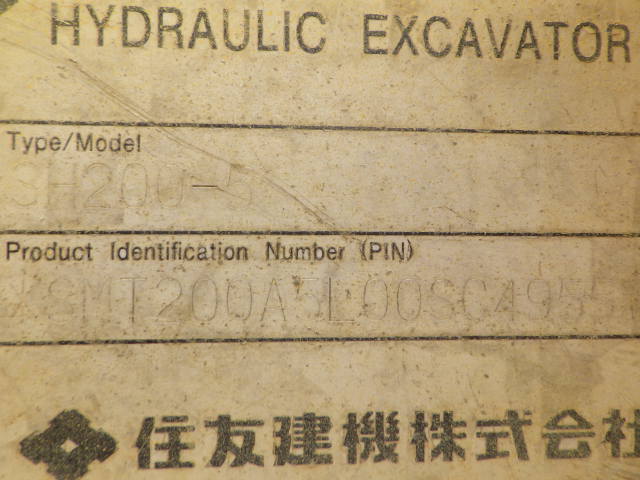 HYDRAULIC EXCAVATOR
Type/Model
SH200-5
Product Identification Number (PIN)
住友建機株式会社